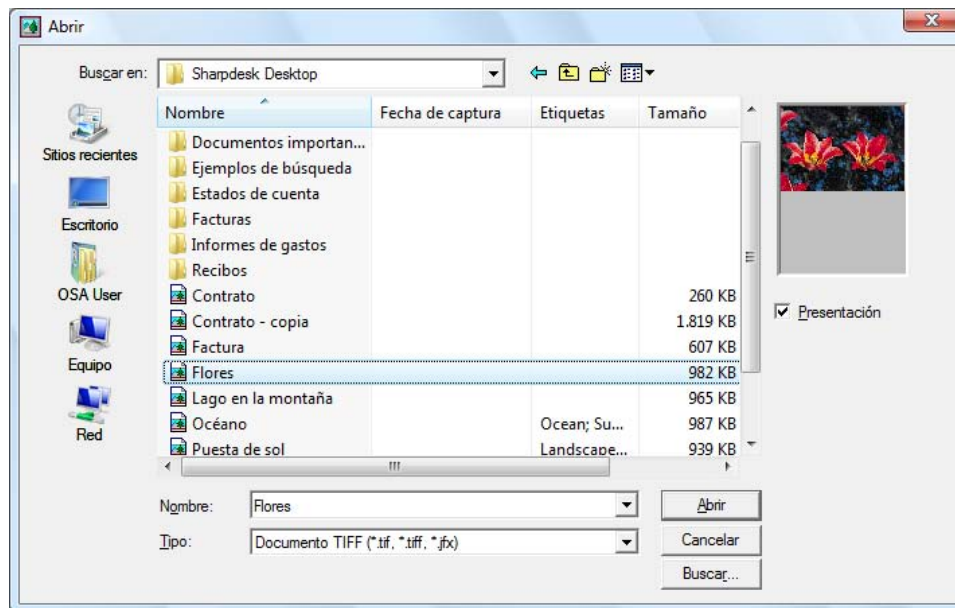 Abrir
Buscar en: Sharpdesk Desktop
Nombre Fecha de captura Etiquetas Tamaño
Sitios recientes
Escritorio
OSA User
Equipo
Red
Documentos importan...
Ejemplos de búsqueda
Estados de cuenta
Facturas
Informes de gastos
Recibos
Contrato 260 KB
Contrato - copia 1.819 KB
Factura 607 KB
Flores 982 KB
Lago en la montaña 965 KB
Océano Ocean; Su... 987 KB
Puesta de sol Landscape... 939 KB
Presentación
Nombre: Flores Abrir
Tipo: Documento TIFF (*.tif, *.tiff, *.jfx) Cancelar
Buscar...